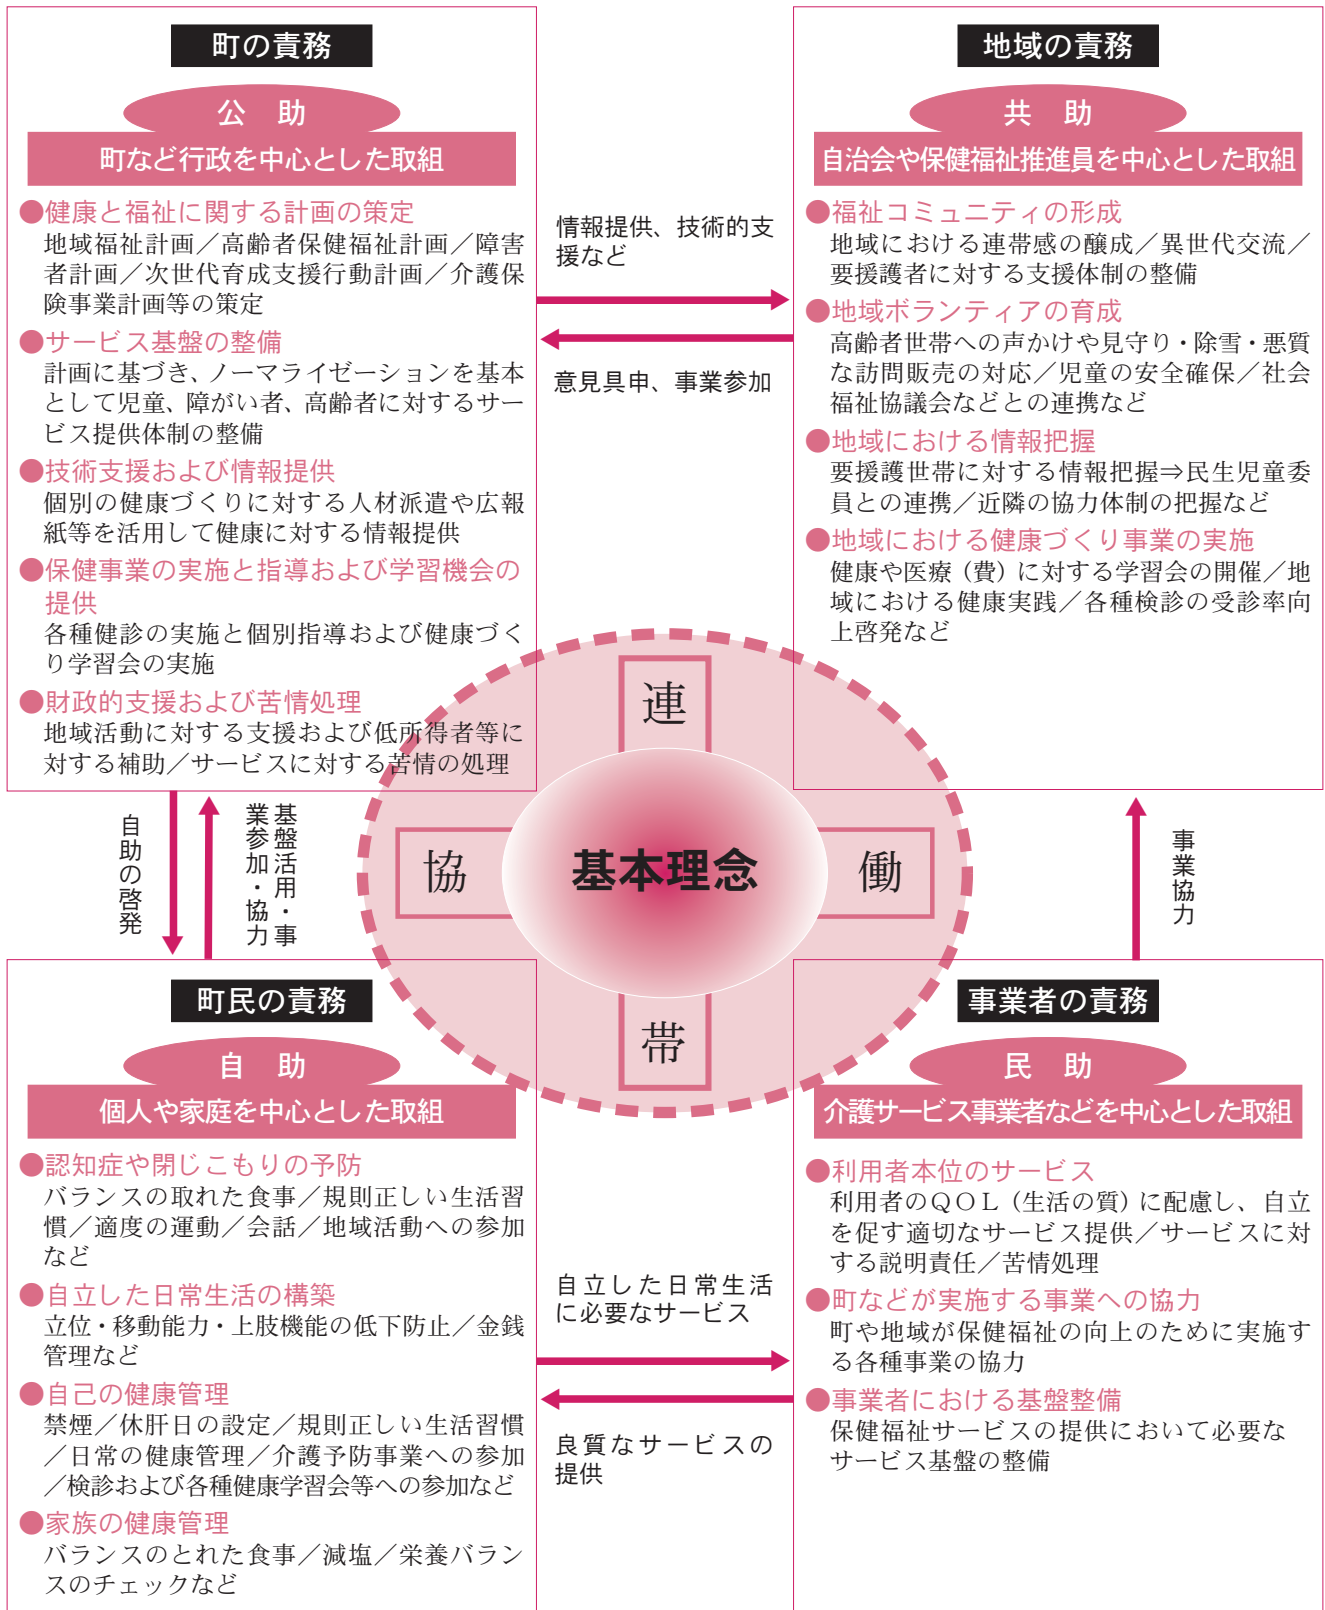 町の責務
公　助
町など行政を中心とした取組
●健康と福祉に関する計画の策定
地域福祉計画／高齢者保健福祉計画／障害
者計画／次世代育成支援行動計画／介護保
険事業計画等の策定
●サービス基盤の整備
計画に基づき、ノーマライゼーションを基本
として児童、障がい者、高齢者に対するサー
ビス提供体制の整備
●技術支援および情報提供
個別の健康づくりに対する人材派遣や広報
紙等を活用して健康に対する情報提供
●保健事業の実施と指導および学習機会の
提供
各種健診の実施と個別指導および健康づく
り学習会の実施
●財政的支援および苦情処理
地域活動に対する支援および低所得者等に
対する補助／サービスに対する苦情の処理
情報提供、技術的支
援など
意見具申、事業参加
地域の責務
共　助
自治会や保健福祉推進員を中心とした取組
●福祉コミュニティの形成
地域における連帯感の醸成／異世代交流／
要援護者に対する支援体制の整備
●地域ボランティアの育成
高齢者世帯への声かけや見守り・除雪・悪質
な訪問販売の対応／児童の安全確保／社会
福祉協議会などとの連携など
●地域における情報把握
要援護世帯に対する情報把握⇒民生児童委
員との連携／近隣の協力体制の把握など
●地域における健康づくり事業の実施
健康や医療（費）に対する学習会の開催／地
域における健康実践／各種検診の受診率向
上啓発など
連
協
基本理念
働
帯
自助の啓発
基盤活用・事
業参加・協力
事業協力
町民の責務
自　助
個人や家庭を中心とした取組
●認知症や閉じこもりの予防
バランスの取れた食事／規則正しい生活習
慣／適度の運動／会話／地域活動への参加
など
●自立した日常生活の構築
立位・移動能力・上肢機能の低下防止／金銭
管理など
●自己の健康管理
禁煙／休肝日の設定／規則正しい生活習慣
／日常の健康管理／介護予防事業への参加
／検診および各種健康学習会等への参加など
●家族の健康管理
バランスのとれた食事／減塩／栄養バラン
スのチェックなど
自立した日常生活
に必要なサービス
良質なサービスの
提供
事業者の責務
民　助
介護サービス事業者などを中心とした取組
●利用者本位のサービス
利用者のＱＯＬ（生活の質）に配慮し、自立
を促す適切なサービス提供／サービスに対
する説明責任／苦情処理
●町などが実施する事業への協力
町や地域が保健福祉の向上のために実施す
る各種事業の協力
●事業者における基盤整備
保健福祉サービスの提供において必要な
サービス基盤の整備